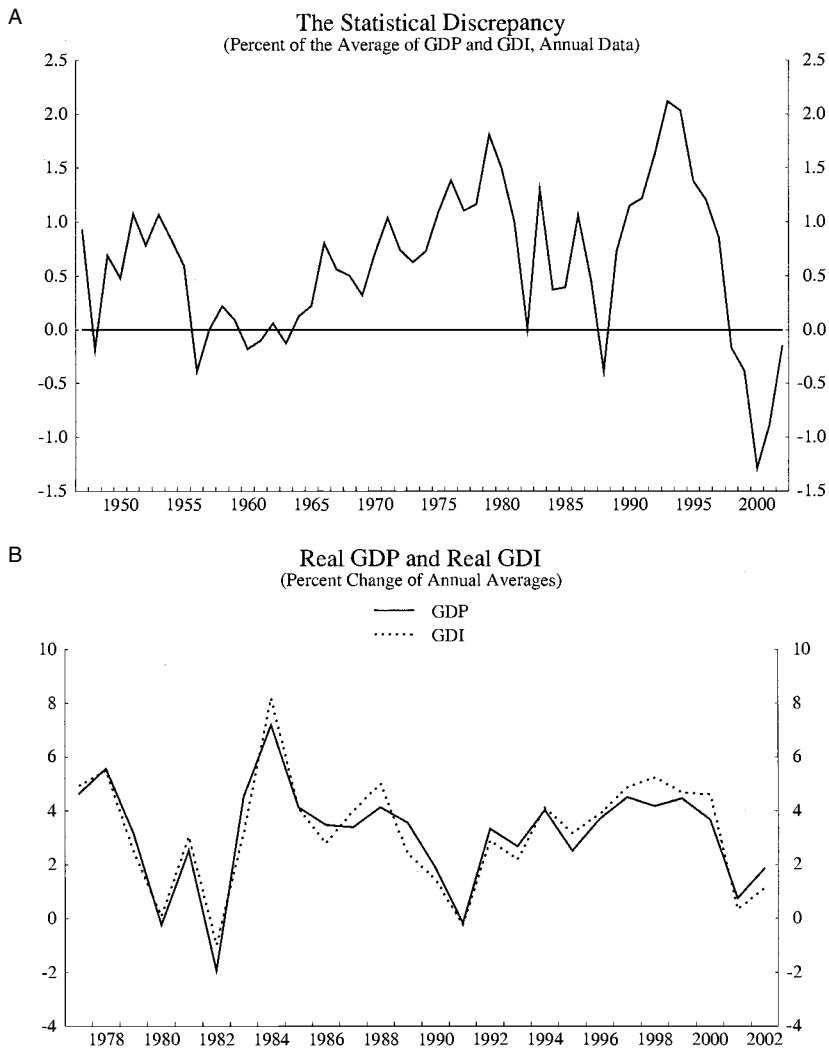 A
The Statistical Discrepancy
(Percent of the Average of GDP and GDI, Annual Data)
2.5 2.5
2.0 2.0
1.5 1.5
1.0 1.0
0.5 0.5
0.0 0.0
-0.5 -0.5
-1.0 -1.0
-1.5 -1.5
1950 1955 1960 1965 1970 1975 1980 1985 1990 1995 2000
B
Real GDP and Real GDI
(Percent Change of Annual Averages)
GDP
GDI
10 10
8 8
6 6
4 4
2 2
0 0
-2 -2
-4 -4
1978 1980 1982 1984 1986 1988 1990 1992 1994 1996 1998 2000 2002